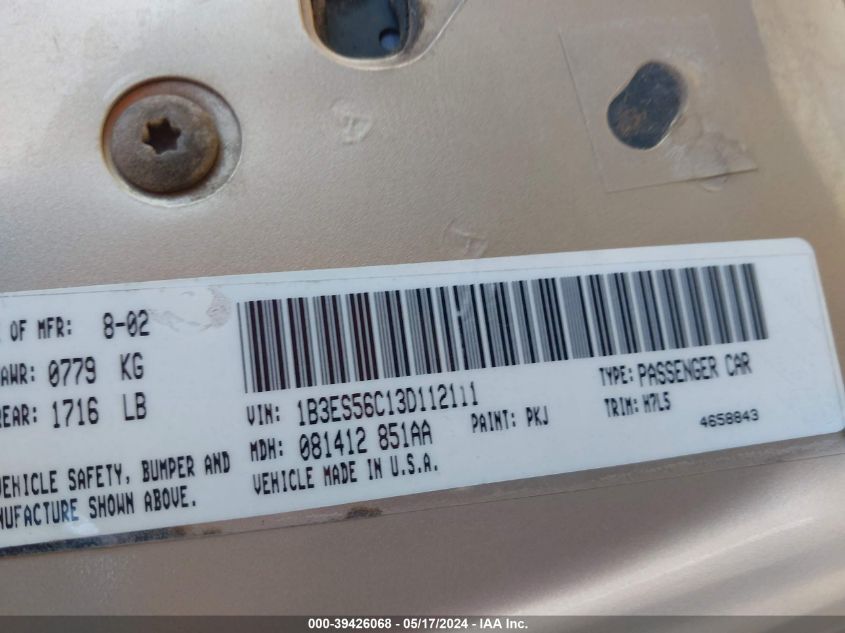 OF MFR: 8-02
AWR: 0779 KG
REAR: 1716 LB
VEHICLE SAFETY, BUMPER AND
NUFACTURE SHOWN ABOVE.
VIN: 1B3ES56C13D112111
TYPE: PASSENGER CAR
MDH: 081412 851AA
PAINT: PKJ
TRIM: H7L5
VEHICLE MADE IN U.S.A.
4658843
000-39426068 - 05/17/2024 - IAA Inc.